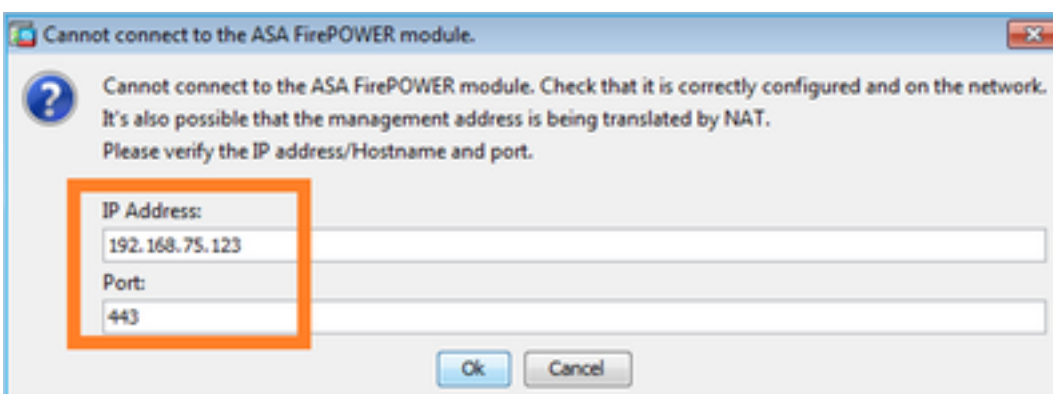 Cannot connect to the ASA FirePOWER module.
Cannot connect to the ASA FirePOWER module. Check that it is correctly configured and on the network.
It's also possible that the management address is being translated by NAT.
Please verify the IP address/Hostname and port.
IP Address:
192.168.75.123
Port:
443
Ok Cancel